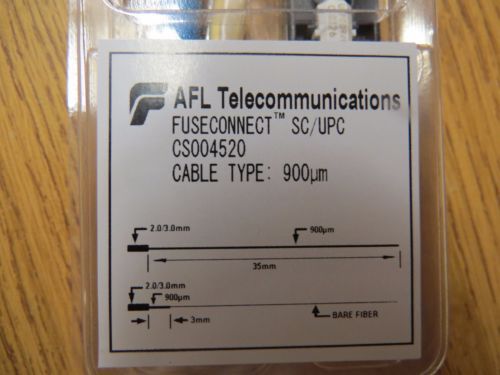 AFL Telecommunications
FUSECONNECT™ SC/UPC
CS004520
CABLE TYPE: 900μm
2.0/3.0mm
900μm
35mm
2.0/3.0mm
900μm
3mm
BARE FIBER